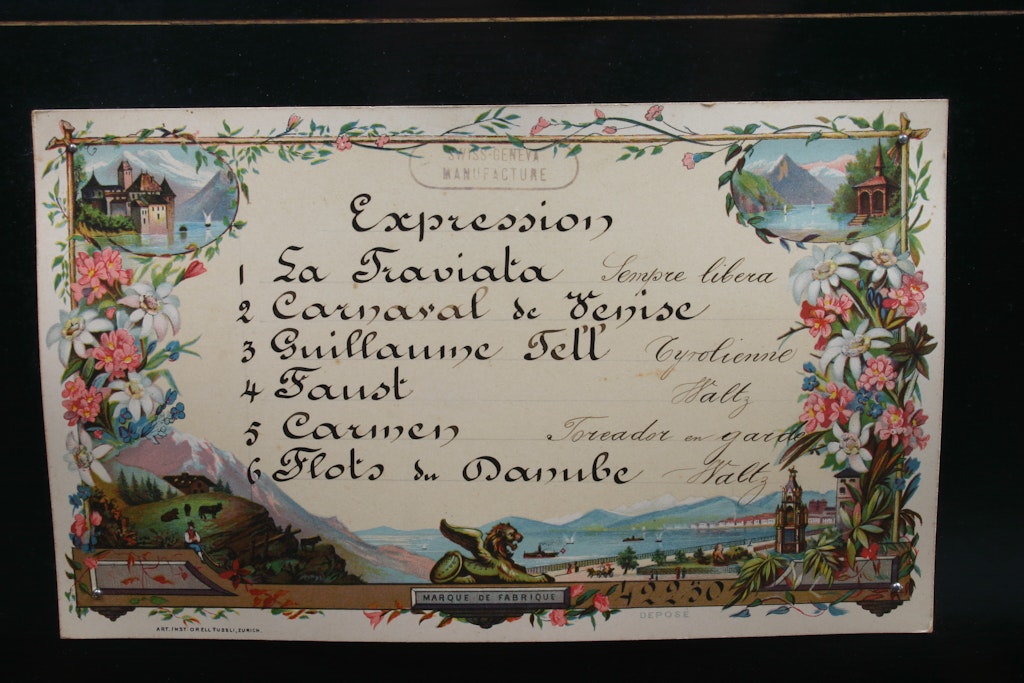 SWISS-GENEVA
MANUFACTURE
Expression
1 La Traviata Sempre libera
2 Carnaval de Venise
3 Guillaume Tell Tyrolienne
4 Faust Waltz
5 Carmen Toreador en garde
6 Flots du Danube Waltz
MARQUE DE FABRIQUE
42250
DÉPOSÉ
ART. INST. ORELL FUSSLI, ZURICH